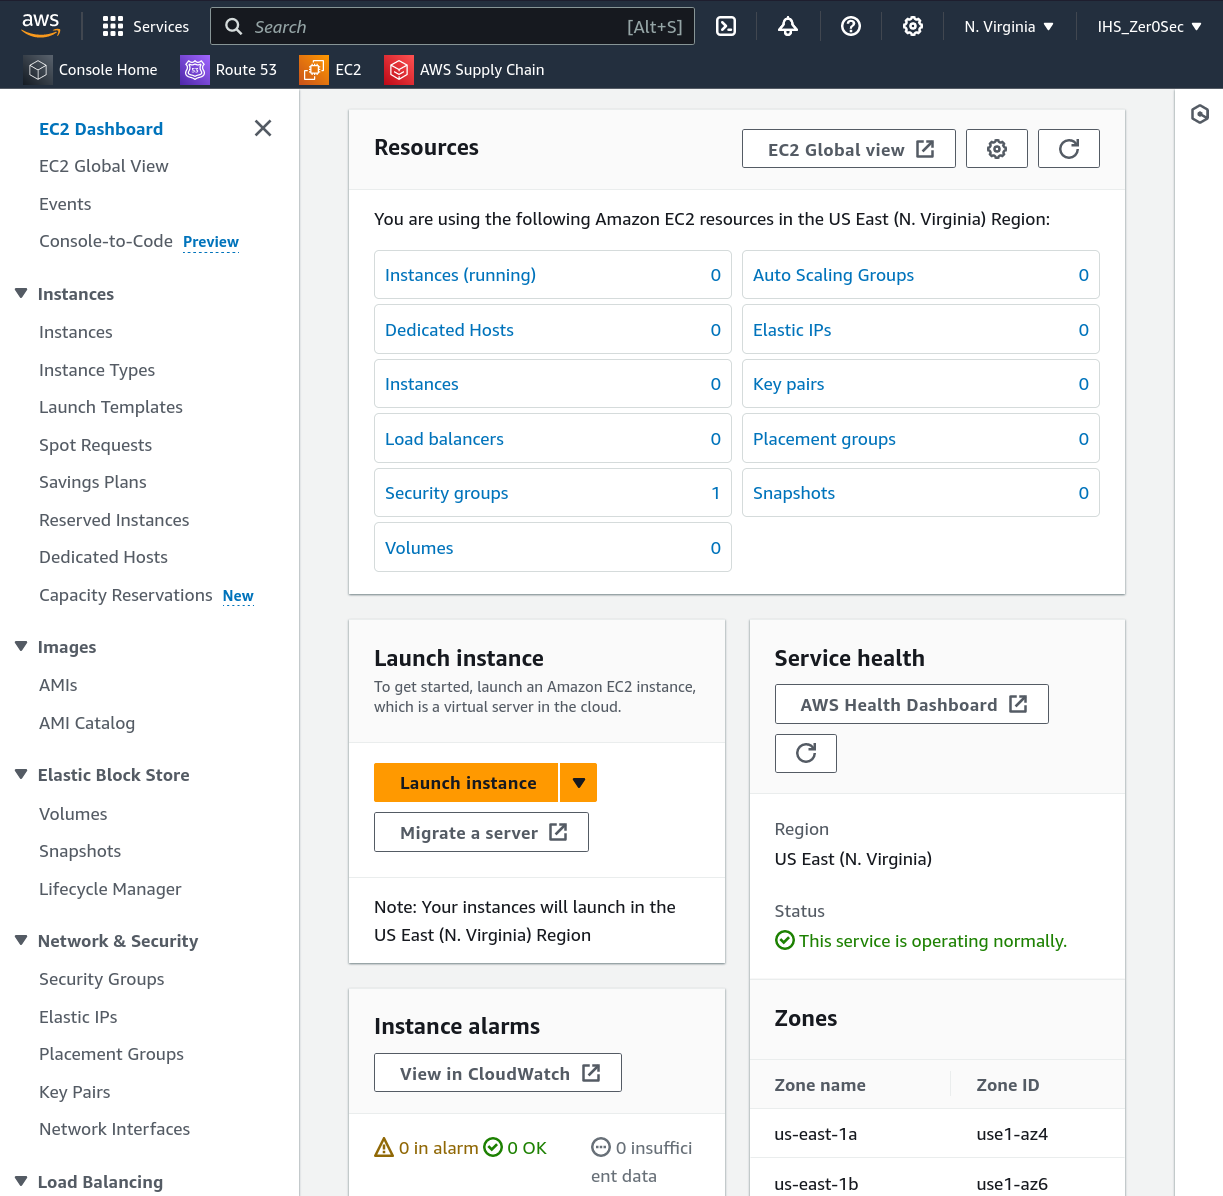 aws
Services
Search [Alt+S]
N. Virginia
IHS_Zer0Sec
Console Home
Route 53
EC2
AWS Supply Chain
EC2 Dashboard
EC2 Global View
Events
Console-to-Code Preview
Instances
Instances
Instance Types
Launch Templates
Spot Requests
Savings Plans
Reserved Instances
Dedicated Hosts
Capacity Reservations New
Images
AMIs
AMI Catalog
Elastic Block Store
Volumes
Snapshots
Lifecycle Manager
Network & Security
Security Groups
Elastic IPs
Placement Groups
Key Pairs
Network Interfaces
Load Balancing
Resources
EC2 Global view
You are using the following Amazon EC2 resources in the US East (N. Virginia) Region:
Instances (running) 0
Auto Scaling Groups 0
Dedicated Hosts 0
Elastic IPs 0
Instances 0
Key pairs 0
Load balancers 0
Placement groups 0
Security groups 1
Snapshots 0
Volumes 0
Launch instance
To get started, launch an Amazon EC2 instance,
which is a virtual server in the cloud.
Launch instance
Migrate a server
Note: Your instances will launch in the
US East (N. Virginia) Region
Instance alarms
View in CloudWatch
0 in alarm
0 OK
0 insuffici
ent data
Service health
AWS Health Dashboard
Region
US East (N. Virginia)
Status
This service is operating normally.
Zones
Zone name Zone ID
us-east-1a use1-az4
us-east-1b use1-az6